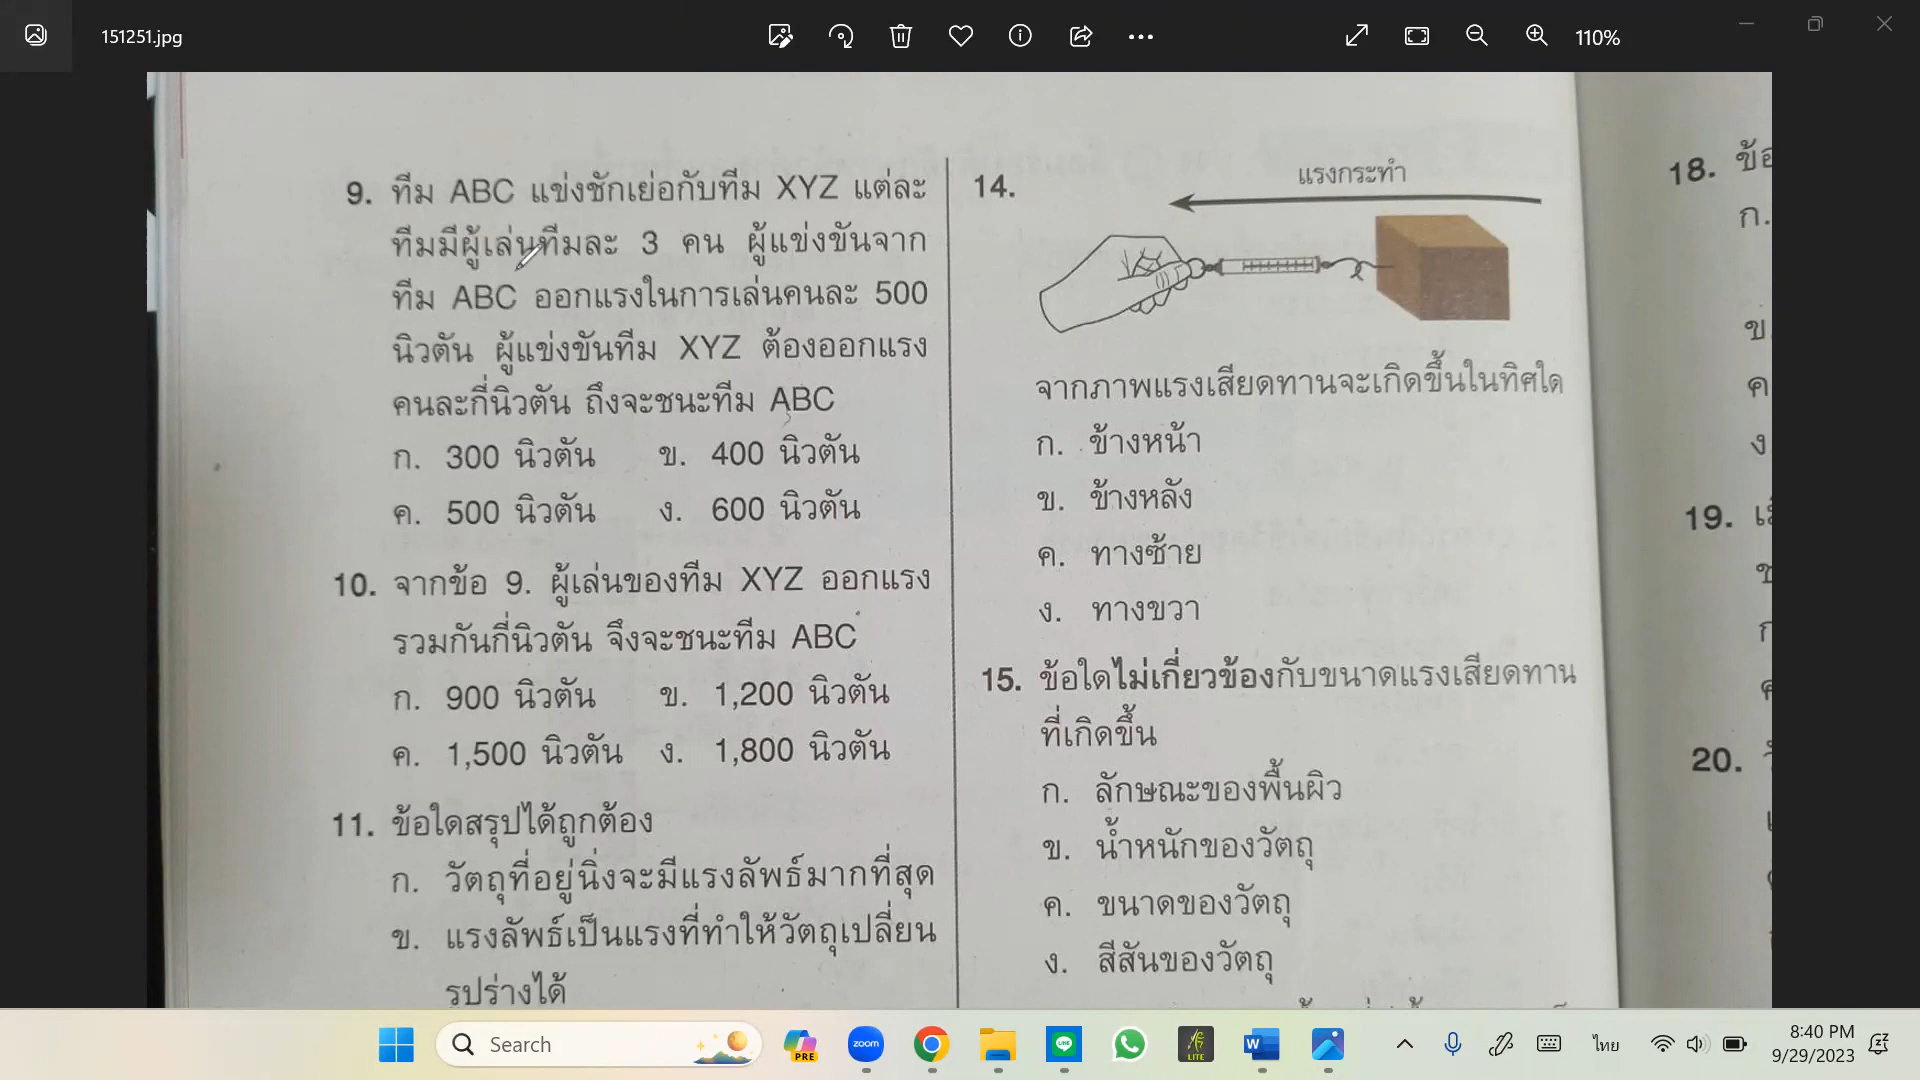 151251.jpg
110%
9. ทีม ABC แข่งชักเย่อกับทีม XYZ แต่ละ
ทีมมีผู้เล่นทีมละ 3 คน ผู้แข่งขันจาก
ทีม ABC ออกแรงในการเล่นคนละ 500
นิวตัน ผู้แข่งขันทีม XYZ ต้องออกแรง
คนละกี่นิวตัน ถึงจะชนะทีม ABC
ก. 300 นิวตัน ข. 400 นิวตัน
ค. 500 นิวตัน ง. 600 นิวตัน
10. จากข้อ 9. ผู้เล่นของทีม XYZ ออกแรง
รวมกันกี่นิวตัน จึงจะชนะทีม ABC
ก. 900 นิวตัน ข. 1,200 นิวตัน
ค. 1,500 นิวตัน ง. 1,800 นิวตัน
11. ข้อใดสรุปได้ถูกต้อง
ก. วัตถุที่อยู่นิ่งจะมีแรงลัพธ์มากที่สุด
ข. แรงลัพธ์เป็นแรงที่ทำให้วัตถุเปลี่ยน
รูปร่างได้
14.
แรงกระทำ
จากภาพแรงเสียดทานจะเกิดขึ้นในทิศใด
ก. ข้างหน้า
ข. ข้างหลัง
ค. ทางซ้าย
ง. ทางขวา
15. ข้อใดไม่เกี่ยวข้องกับขนาดแรงเสียดทาน
ที่เกิดขึ้น
ก. ลักษณะของพื้นผิว
ข. น้ำหนักของวัตถุ
ค. ขนาดของวัตถุ
ง. สีสันของวัตถุ
18.
ก.
ข.
ค
ง
19.
20.
Search
PRE
zoom
LINE
LITE
W
ไทย
8:40 PM
9/29/2023